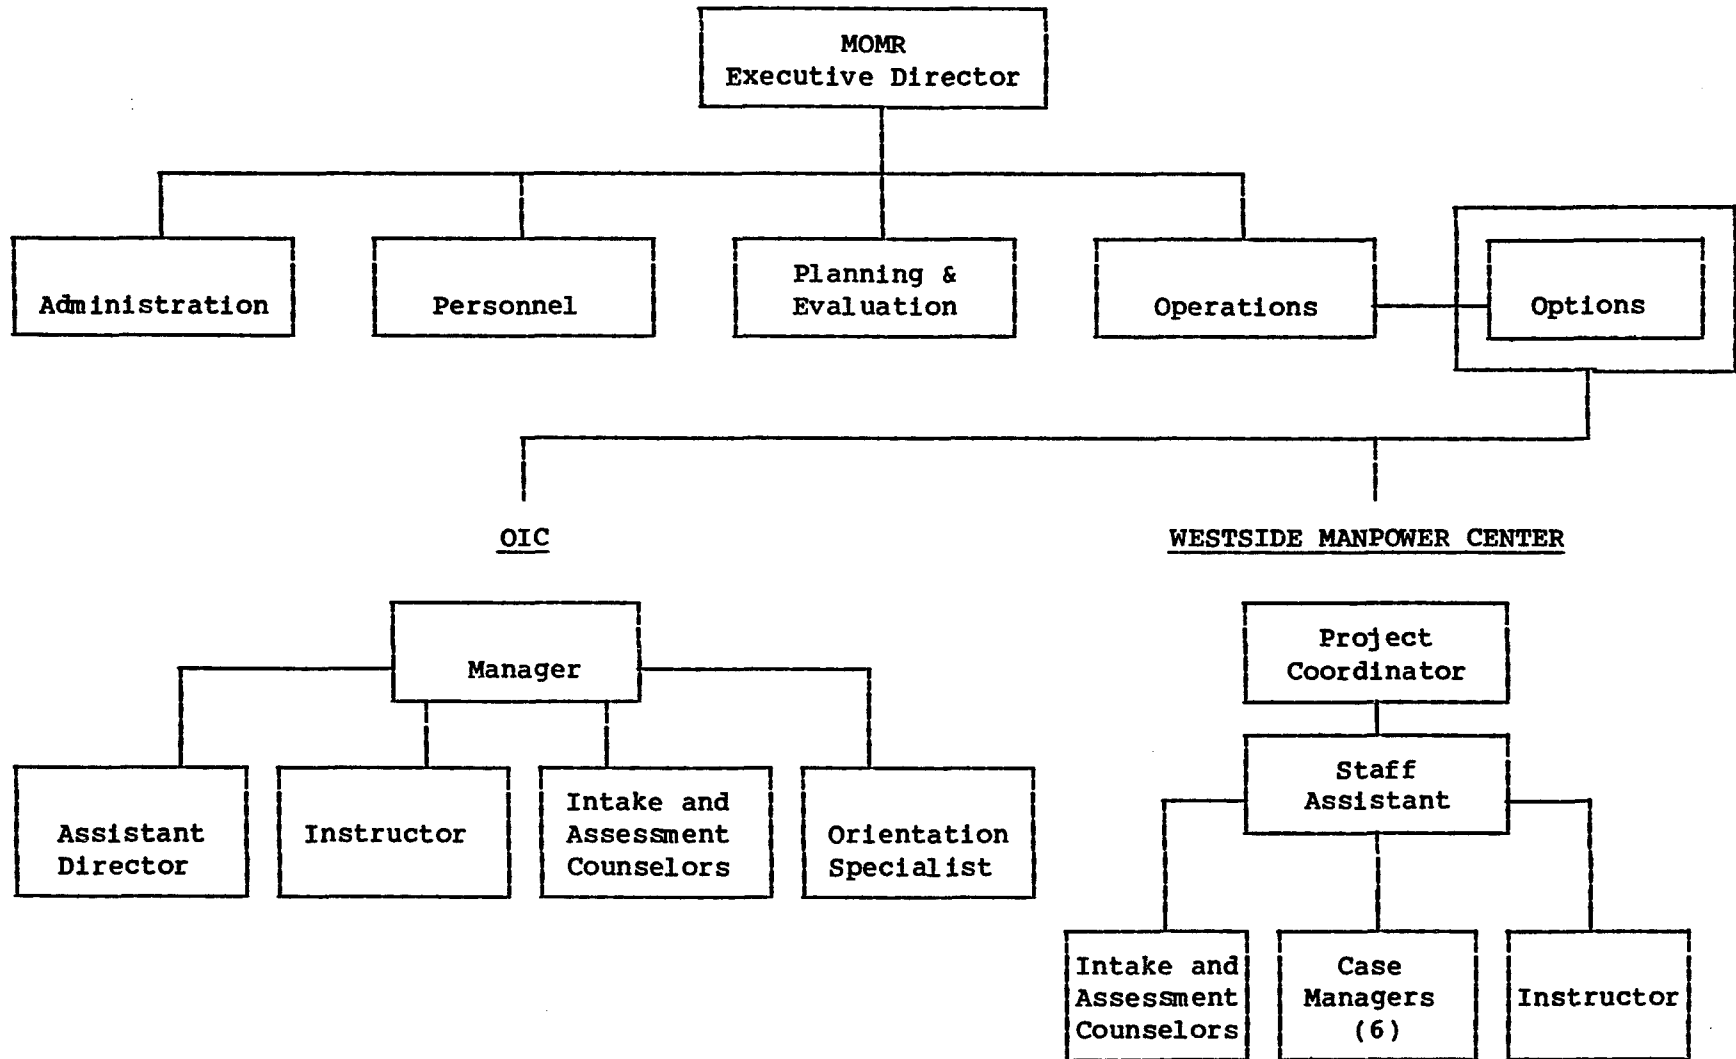 MOMR
Executive Director
Administration
Personnel
Planning &
Evaluation
Operations
Options
OIC
WESTSIDE MANPOWER CENTER
Manager
Assistant
Director
Instructor
Intake and
Assessment
Counselors
Orientation
Specialist
Project
Coordinator
Staff
Assistant
Intake and
Assessment
Counselors
Case
Managers
(6)
Instructor